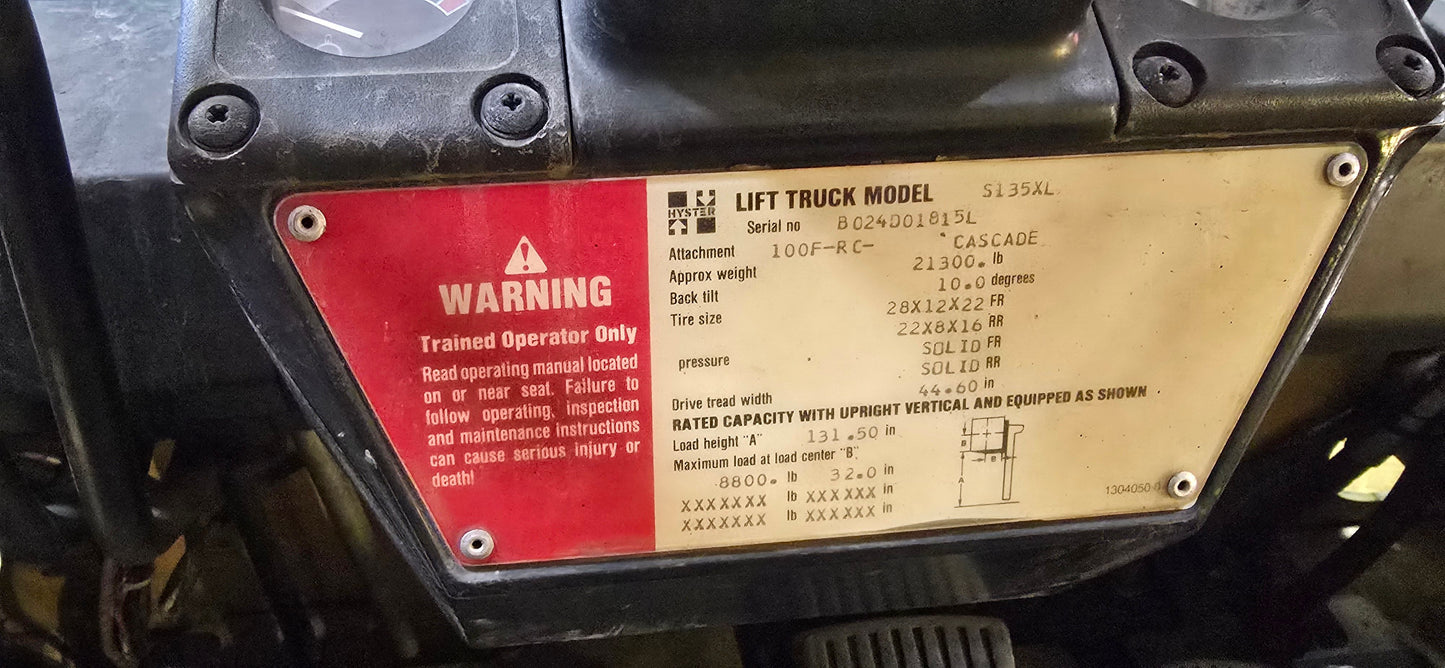 WARNING
Trained Operator Only
Read operating manual located
on or near seat. Failure to
follow operating, inspection
and maintenance instructions
can cause serious injury or
death!
HYSTER
LIFT TRUCK MODEL S135XL
Serial no B024D01815L
Attachment 100F-RC- CASCADE
Approx weight 21300. lb
Back tilt 10.0 degrees
Tire size 28X12X22 FR
22X8X16 RR
pressure SOLID FR
SOLID RR
Drive tread width 44.60 in
RATED CAPACITY WITH UPRIGHT VERTICAL AND EQUIPPED AS SHOWN
Load height "A" 131.50 in
Maximum load at load center "B"
8800. lb 32.0 in
XXXXXXX lb XXXXXX in
XXXXXXX lb XXXXXX in
B
B
A